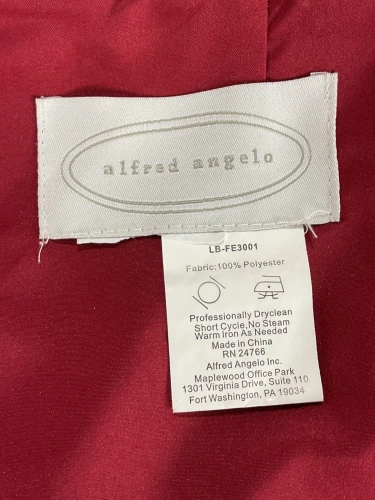 alfred angelo
LB-FE3001
Fabric:100% Polyester
Professionally Dryclean
Short Cycle,No Steam
Warm Iron As Needed
Made in China
RN 24766
Alfred Angelo Inc.
Maplewood Office Park
1301 Virginia Drive, Suite 110
Fort Washington, PA 19034